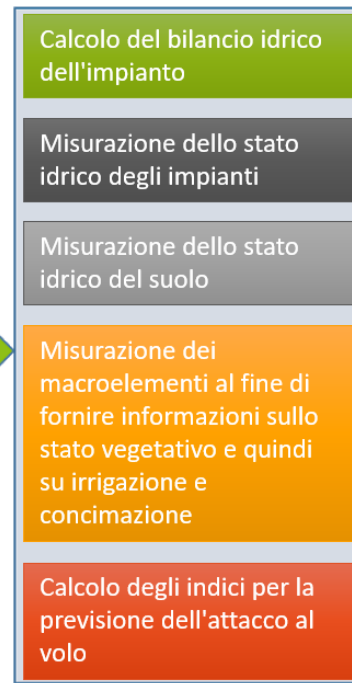 Calcolo del bilancio idrico
dell'impianto
Misurazione dello stato
idrico degli impianti
Misurazione dello stato
idrico del suolo
Misurazione dei
macroelementi al fine di
fornire informazioni sullo
stato vegetativo e quindi
su irrigazione e
concimazione
Calcolo degli indici per la
previsione dell'attacco al
volo